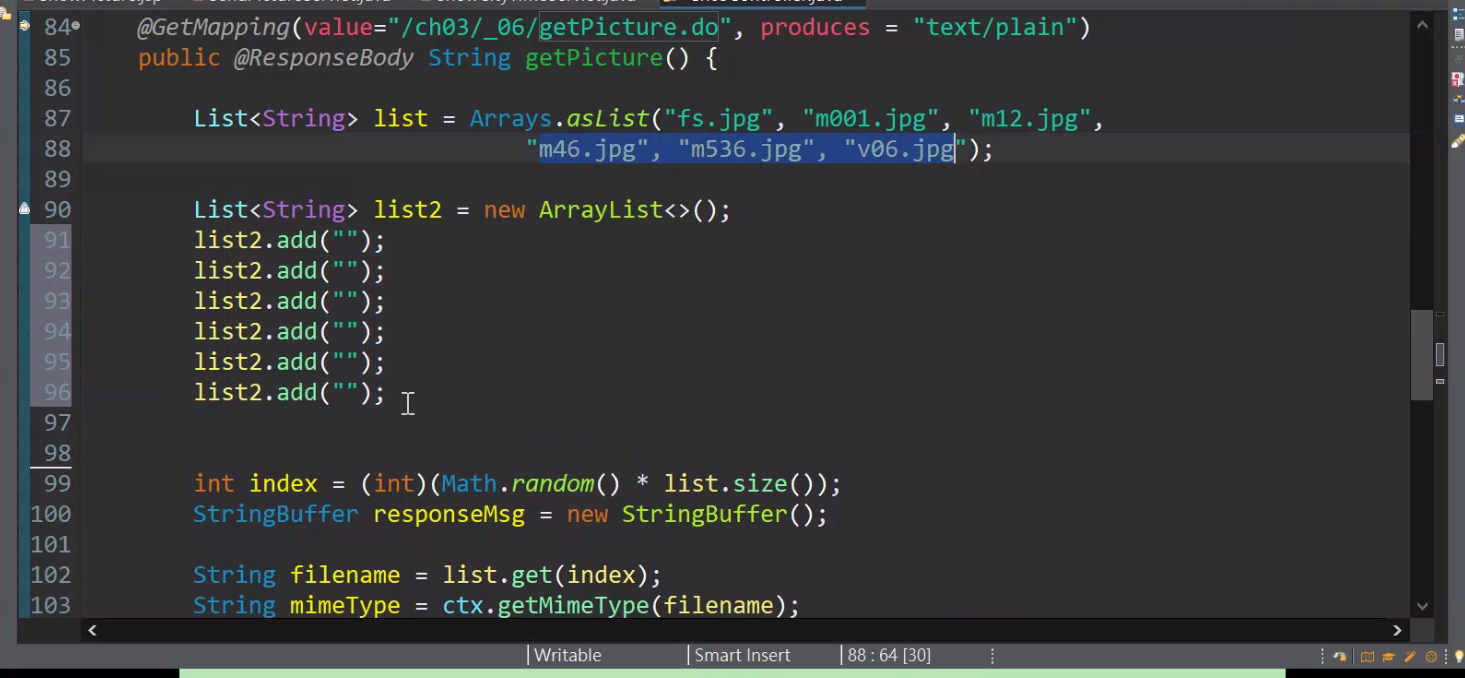 84 @GetMapping(value="/ch03/_06/getPicture.do", produces = "text/plain")
85 public @ResponseBody String getPicture() {
86
87 List<String> list = Arrays.asList("fs.jpg", "m001.jpg", "m12.jpg",
88 "m46.jpg", "m536.jpg", "v06.jpg");
89
90 List<String> list2 = new ArrayList<>();
91 list2.add("");
92 list2.add("");
93 list2.add("");
94 list2.add("");
95 list2.add("");
96 list2.add("");
97
98
99 int index = (int)(Math.random() * list.size());
100 StringBuffer responseMsg = new StringBuffer();
101
102 String filename = list.get(index);
103 String mimeType = ctx.getMimeType(filename);
Writable Smart Insert 88 : 64 [30]